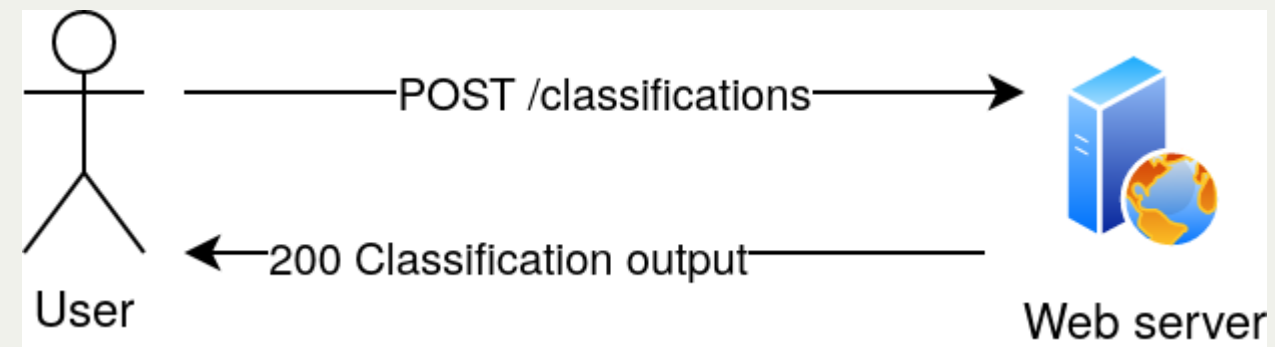 POST /classifications
200 Classification output
User
Web server